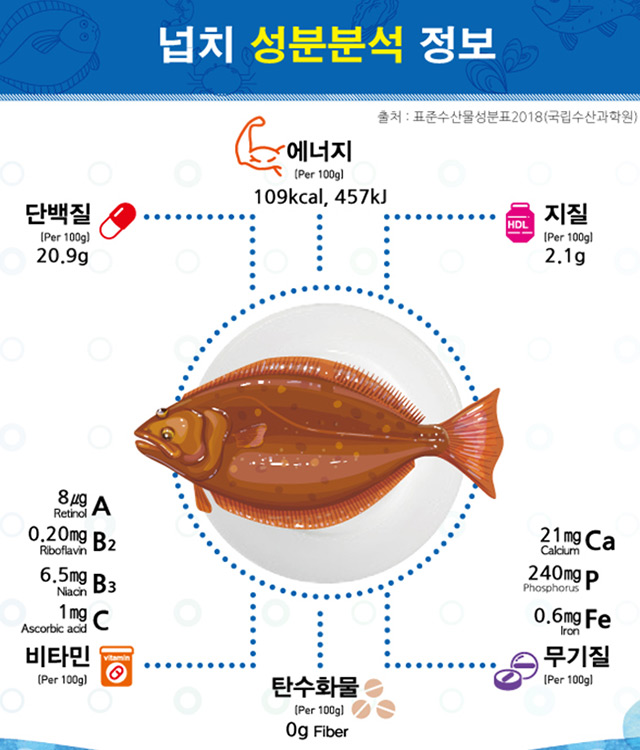 넙치 성분분석 정보
출처 : 표준수산물성분표2018(국립수산과학원)
에너지
(Per 100g)
109kcal, 457kJ
단백질
(Per 100g)
20.9g
HDL
지질
(Per 100g)
2.1g
8㎍ A
Retinol
0.20mg B2
Riboflavin
6.5mg B3
Niacin
1mg C
Ascorbic acid
비타민
(Per 100g)
vitamin
21mg Ca
Calcium
240mg P
Phosphorus
0.6mg Fe
Iron
무기질
(Per 100g)
탄수화물
(Per 100g)
0g Fiber